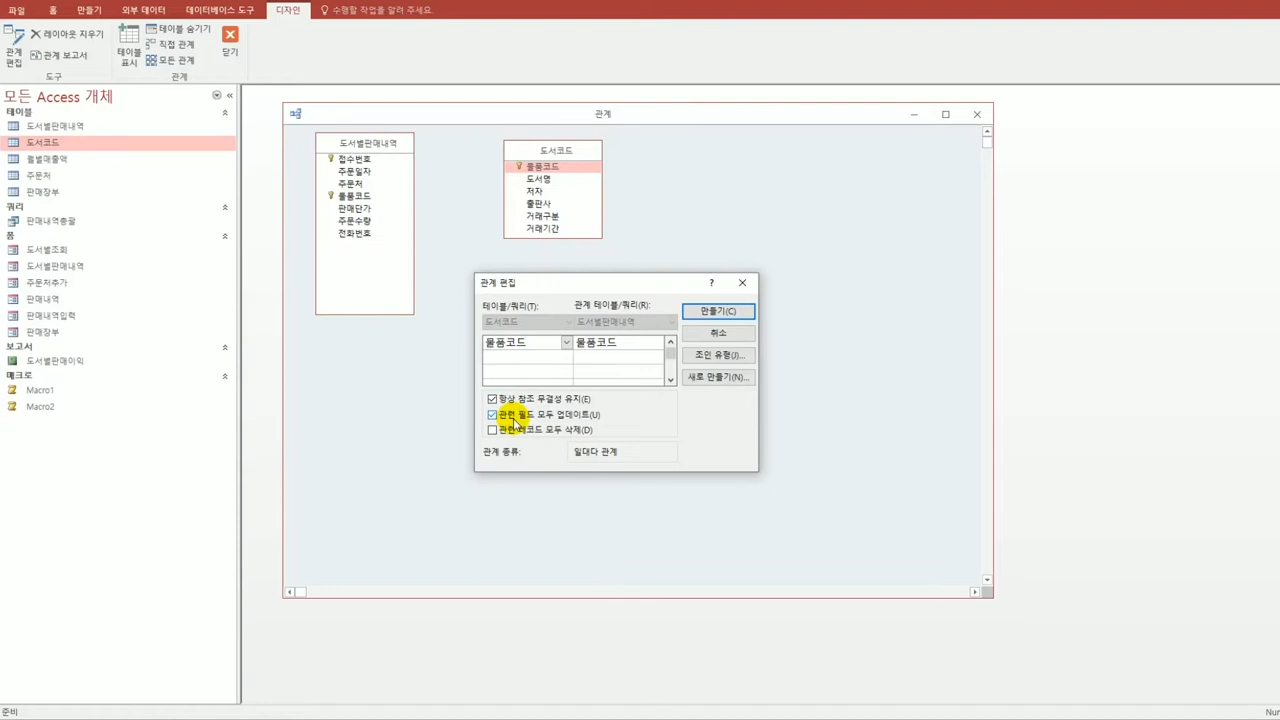 파일 홈 만들기 외부 데이터 데이터베이스 도구 디자인 수행할 작업을 알려 주세요.
관계 편집
레이아웃 지우기
관계 보고서
도구
테이블 표시
테이블 숨기기
직접 관계
모든 관계
관계
닫기
모든 Access 개체
테이블
도서별판매내역
도서코드
월별매출액
주문처
판매장부
쿼리
판매내역총괄
폼
도서별조회
도서별판매내역
주문처추가
판매내역
판매내역입력
판매장부
보고서
도서별판매이익
매크로
Macro1
Macro2
관계
도서별판매내역
접수번호
주문일자
주문처
물품코드
판매단가
주문수량
전화번호
도서코드
물품코드
도서명
저자
출판사
거래구분
거래기간
관계 편집 ?
테이블/쿼리(T): 관계 테이블/쿼리(R):
도서코드 도서별판매내역
물품코드 물품코드
만들기(C)
취소
조인 유형(J)...
새로 만들기(N)...
항상 참조 무결성 유지(E)
관련 필드 모두 업데이트(U)
관련 레코드 모두 삭제(D)
관계 종류: 일대다 관계
준비
Nur